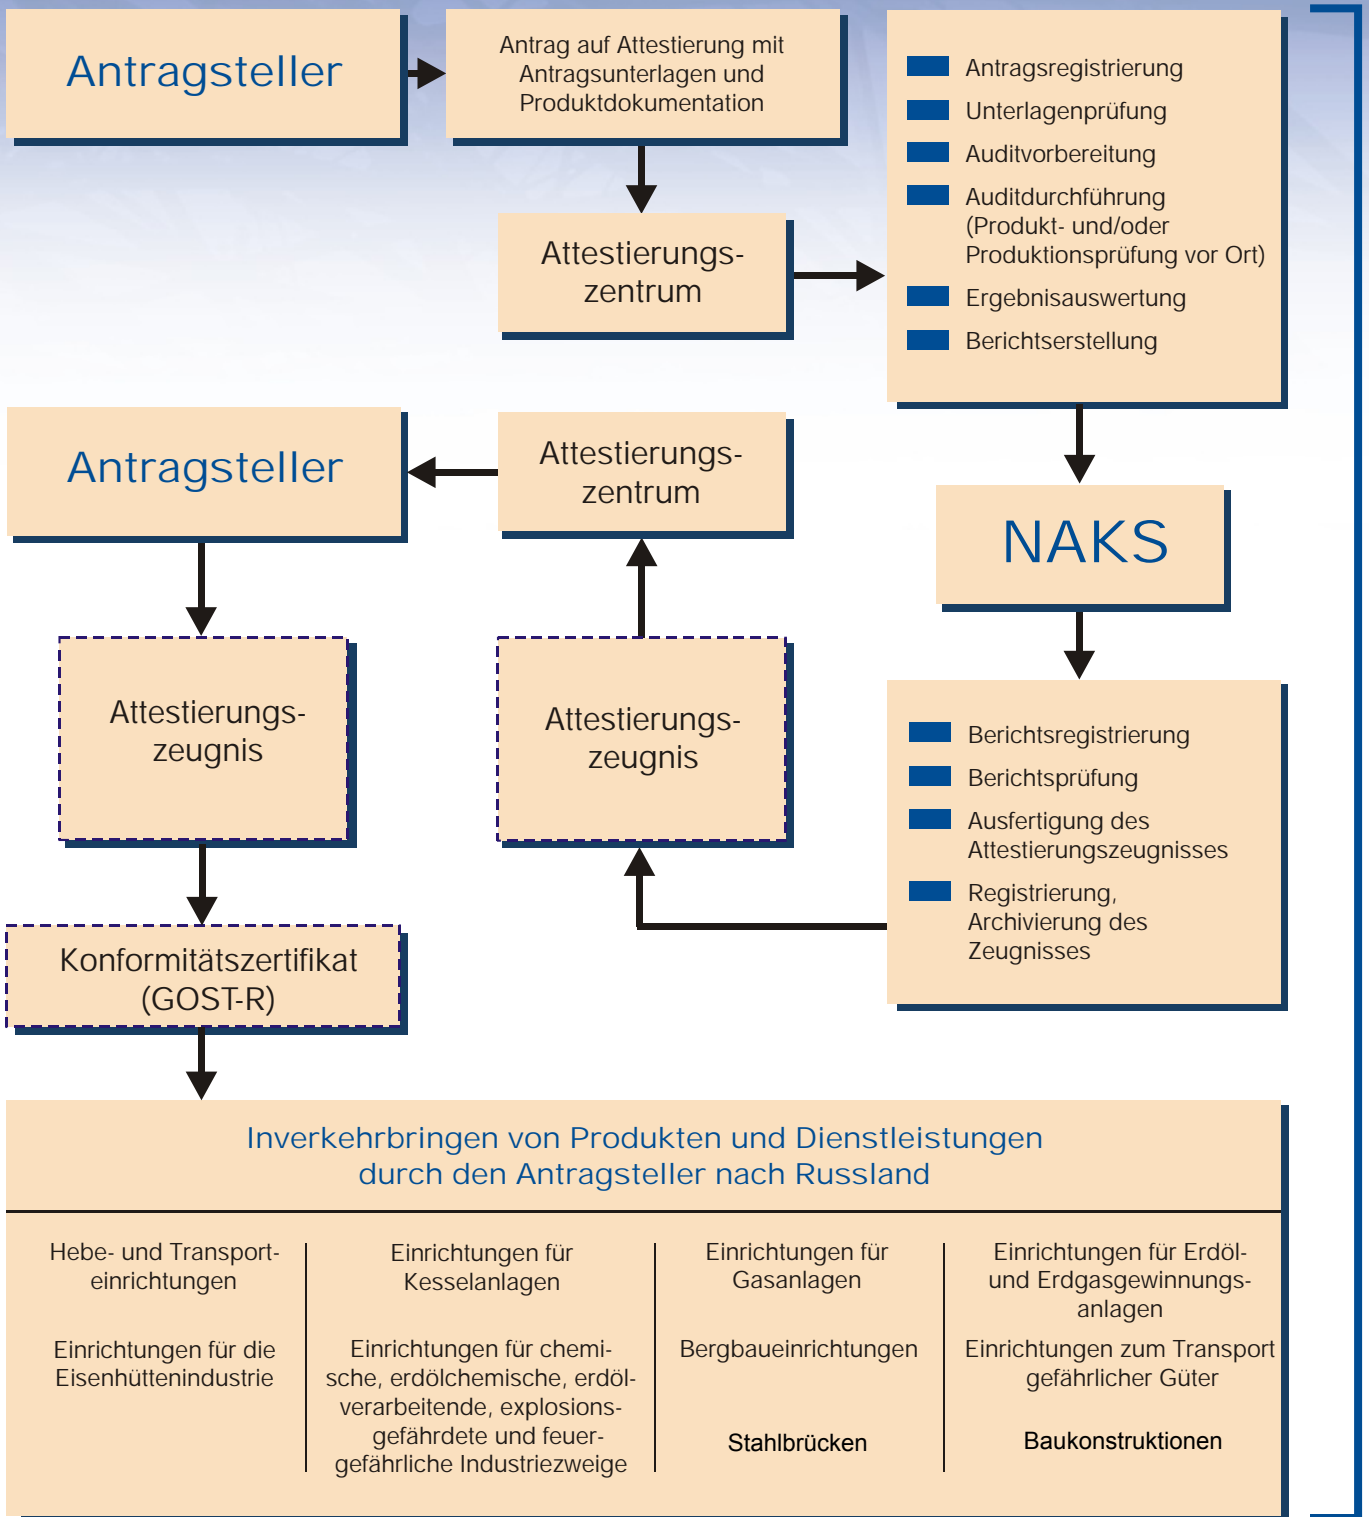 Antragsteller
Antrag auf Attestierung mit
Antragsunterlagen und
Produktdokumentation
Attestierungs-
zentrum
Antragsregistrierung
Unterlagenprüfung
Auditvorbereitung
Auditdurchführung
(Produkt- und/oder
Produktionsprüfung vor Ort)
Ergebnisauswertung
Berichtserstellung
NAKS
Berichtsregistrierung
Berichtsprüfung
Ausfertigung des
Attestierungszeugnisses
Registrierung,
Archivierung des
Zeugnisses
Attestierungs-
zeugnis
Attestierungs-
zentrum
Antragsteller
Attestierungs-
zeugnis
Konformitätszertifikat
(GOST-R)
Inverkehrbringen von Produkten und Dienstleistungen
durch den Antragsteller nach Russland
Hebe- und Transport-
einrichtungen
Einrichtungen für die
Eisenhüttenindustrie
Einrichtungen für
Kesselanlagen
Einrichtungen für chemi-
sche, erdölchemische, erdöl-
verarbeitende, explosions-
gefährdete und feuer-
gefährliche Industriezweige
Einrichtungen für
Gasanlagen
Bergbaueinrichtungen
Stahlbrücken
Einrichtungen für Erdöl-
und Erdgasgewinnungs-
anlagen
Einrichtungen zum Transport
gefährlicher Güter
Baukonstruktionen